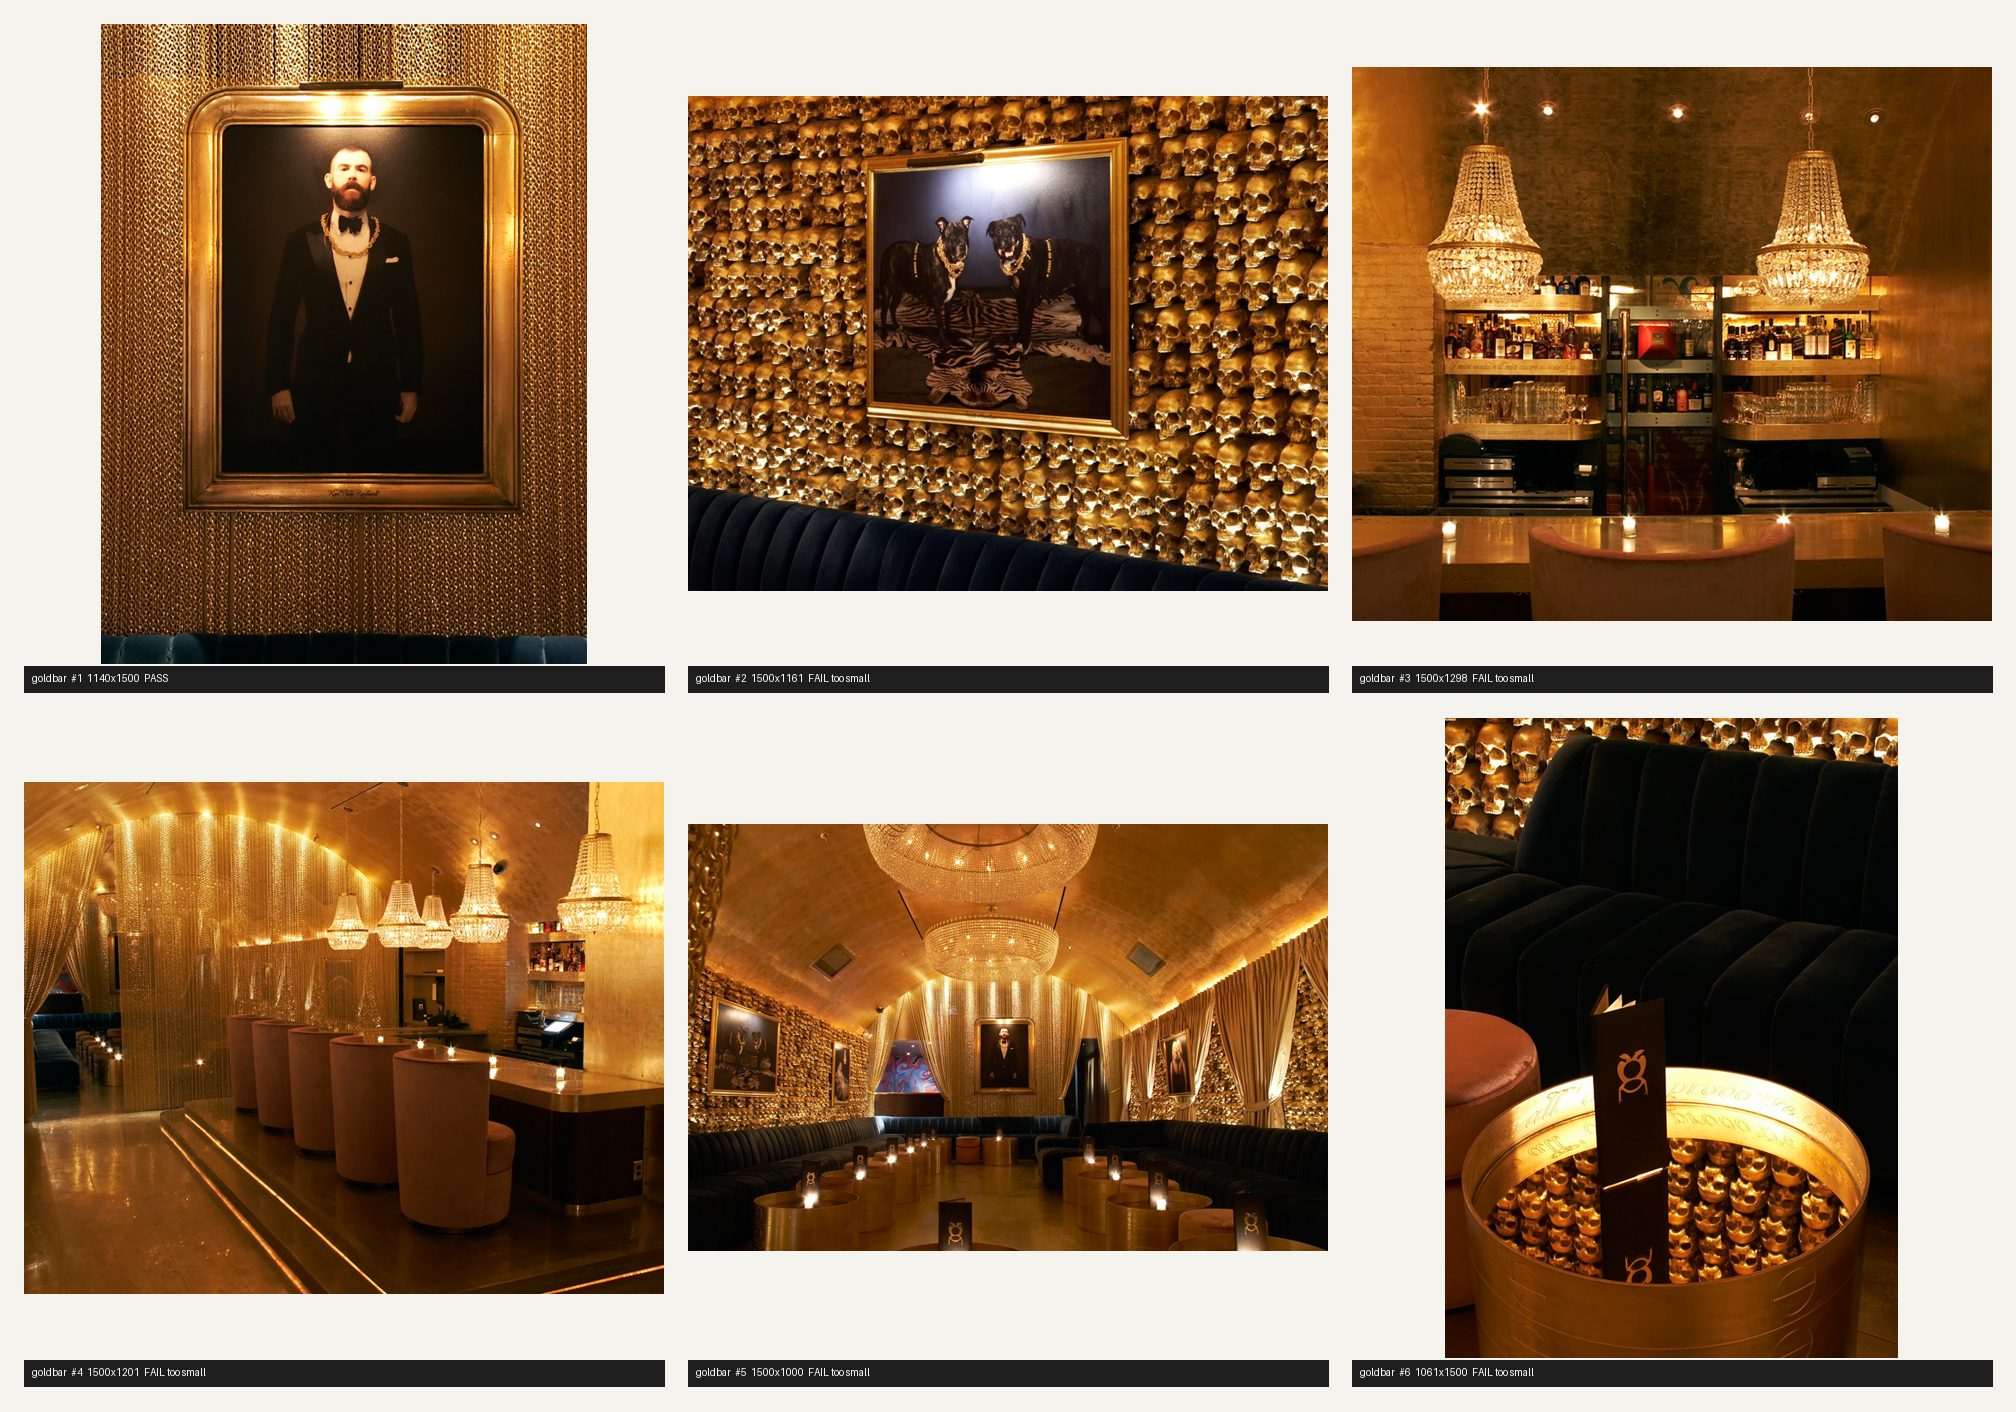 goldbar #1 1140x1500 PASS
goldbar #2 1500x1161 FAIL toosmall
goldbar #3 1500x1298 FAIL toosmall
goldbar #4 1500x1201 FAIL toosmall
goldbar #5 1500x1000 FAIL toosmall
goldbar #6 1061x1500 FAIL toosmall